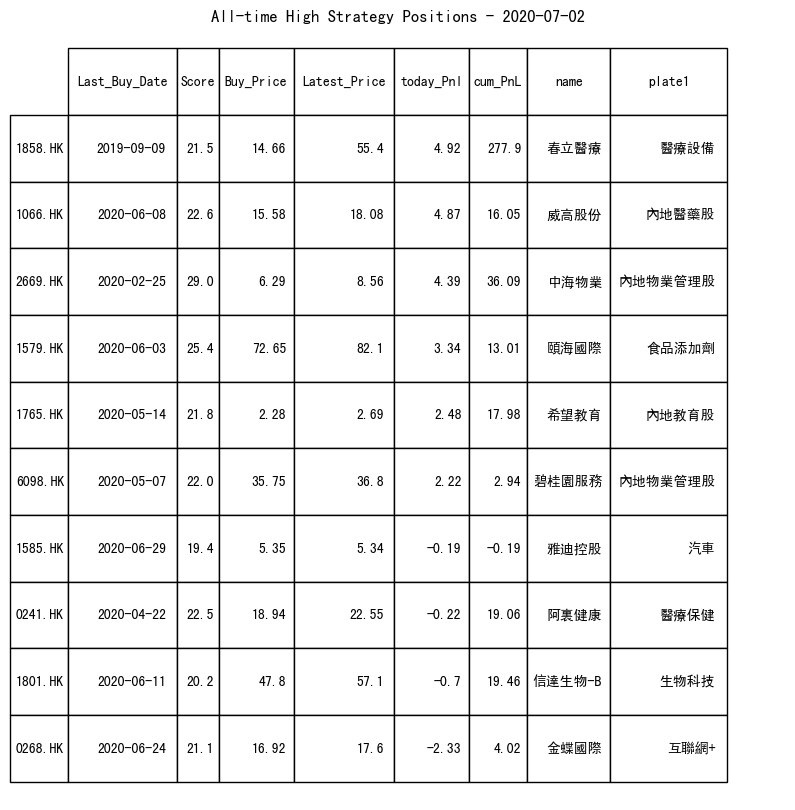 All-time High Strategy Positions - 2020-07-02
Last_Buy_Date Score Buy_Price Latest_Price today_Pnl cum_PnL name plate1
1858.HK 2019-09-09 21.5 14.66 55.4 4.92 277.9 春立醫療 醫療設備
1066.HK 2020-06-08 22.6 15.58 18.08 4.87 16.05 威高股份 內地醫藥股
2669.HK 2020-02-25 29.0 6.29 8.56 4.39 36.09 中海物業 內地物業管理股
1579.HK 2020-06-03 25.4 72.65 82.1 3.34 13.01 頤海國際 食品添加劑
1765.HK 2020-05-14 21.8 2.28 2.69 2.48 17.98 希望教育 內地教育股
6098.HK 2020-05-07 22.0 35.75 36.8 2.22 2.94 碧桂園服務 內地物業管理股
1585.HK 2020-06-29 19.4 5.35 5.34 -0.19 -0.19 雅迪控股 汽車
0241.HK 2020-04-22 22.5 18.94 22.55 -0.22 19.06 阿裏健康 醫療保健
1801.HK 2020-06-11 20.2 47.8 57.1 -0.7 19.46 信達生物-B 生物科技
0268.HK 2020-06-24 21.1 16.92 17.6 -2.33 4.02 金蝶國際 互聯網+